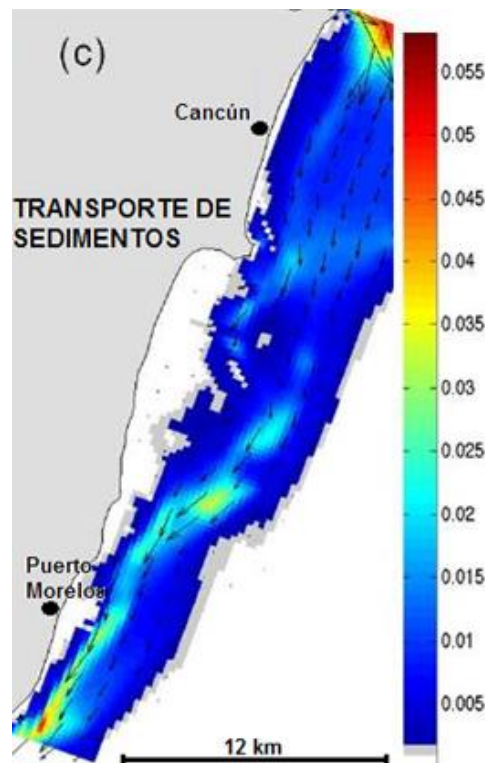 (c)
Cancún
TRANSPORTE DE
SEDIMENTOS
Puerto
Morelos
12 km
0.055
0.05
0.045
0.04
0.035
0.03
0.025
0.02
0.015
0.01
0.005